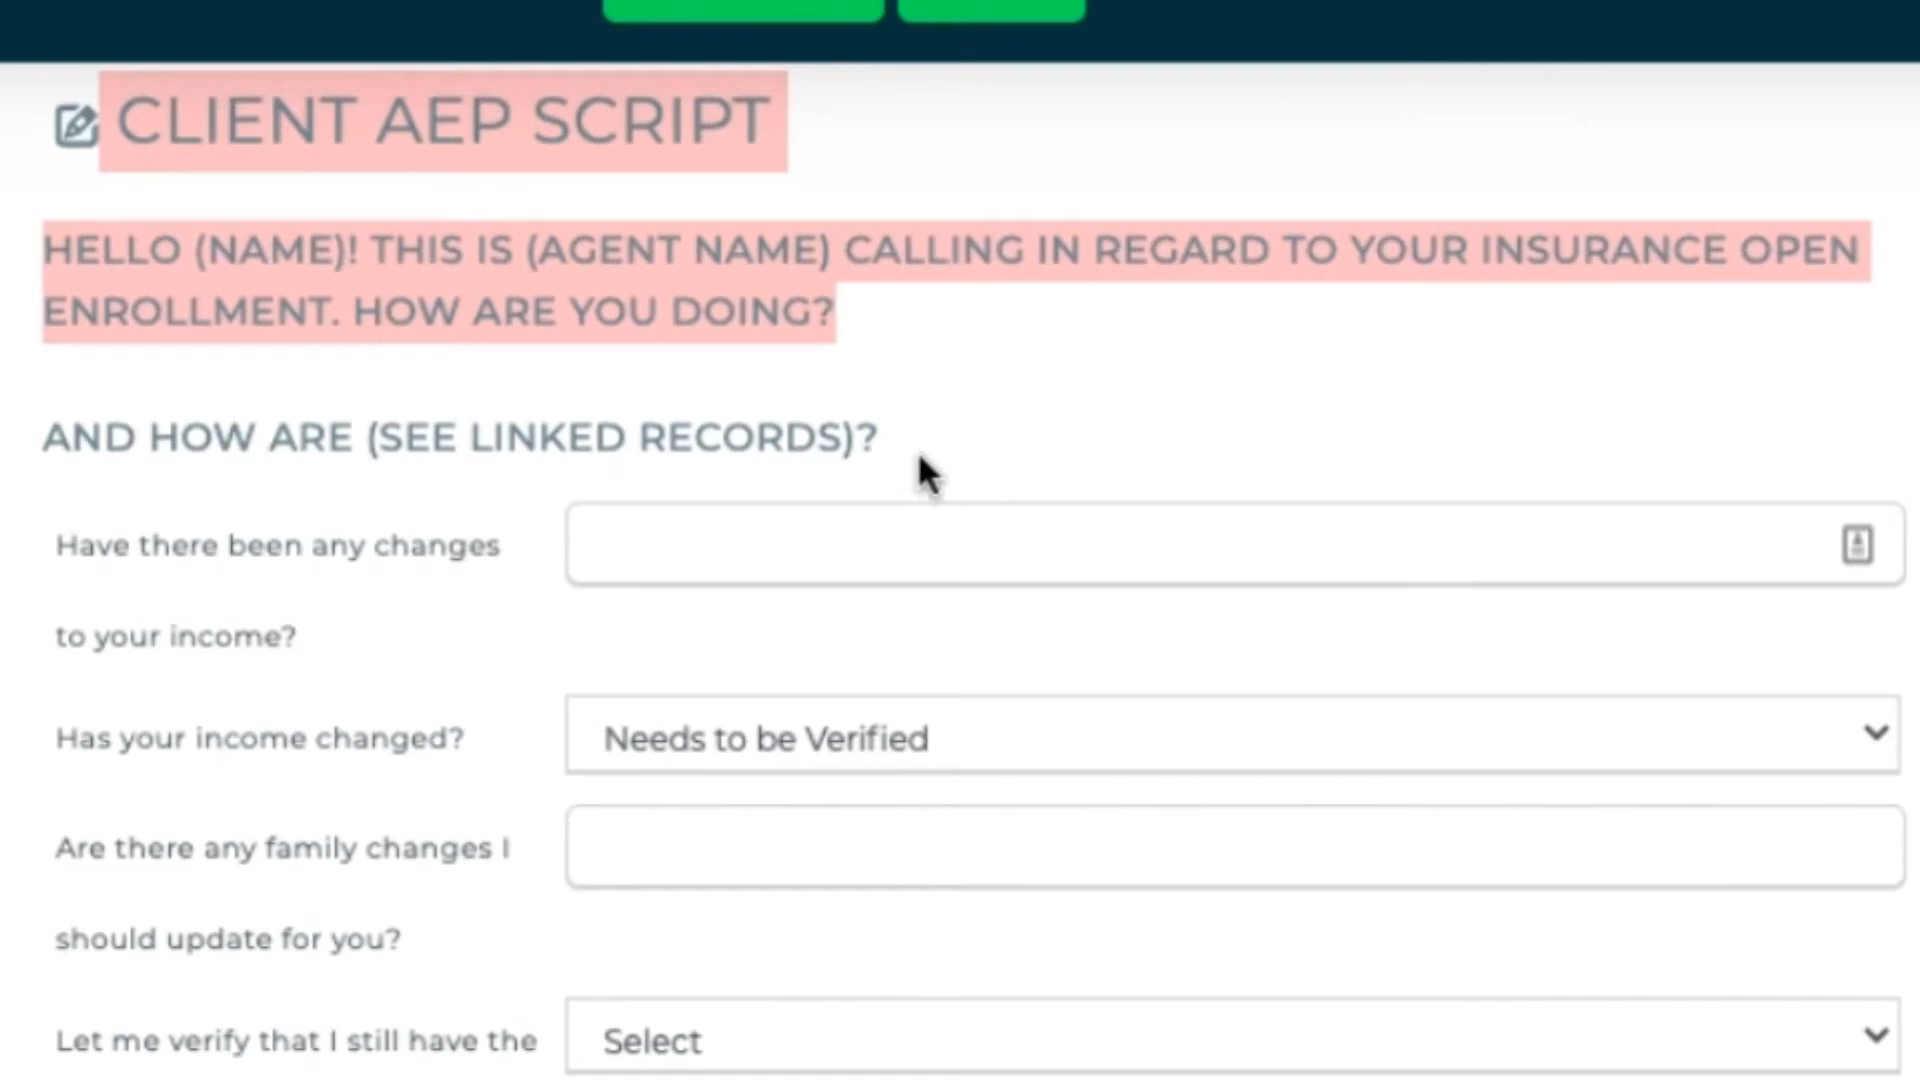 CLIENT AEP SCRIPT
HELLO (NAME)! THIS IS (AGENT NAME) CALLING IN REGARD TO YOUR INSURANCE OPEN
ENROLLMENT. HOW ARE YOU DOING?
AND HOW ARE (SEE LINKED RECORDS)?
Have there been any changes
to your income?
Has your income changed?
Needs to be Verified
Are there any family changes I
should update for you?
Let me verify that I still have the
Select